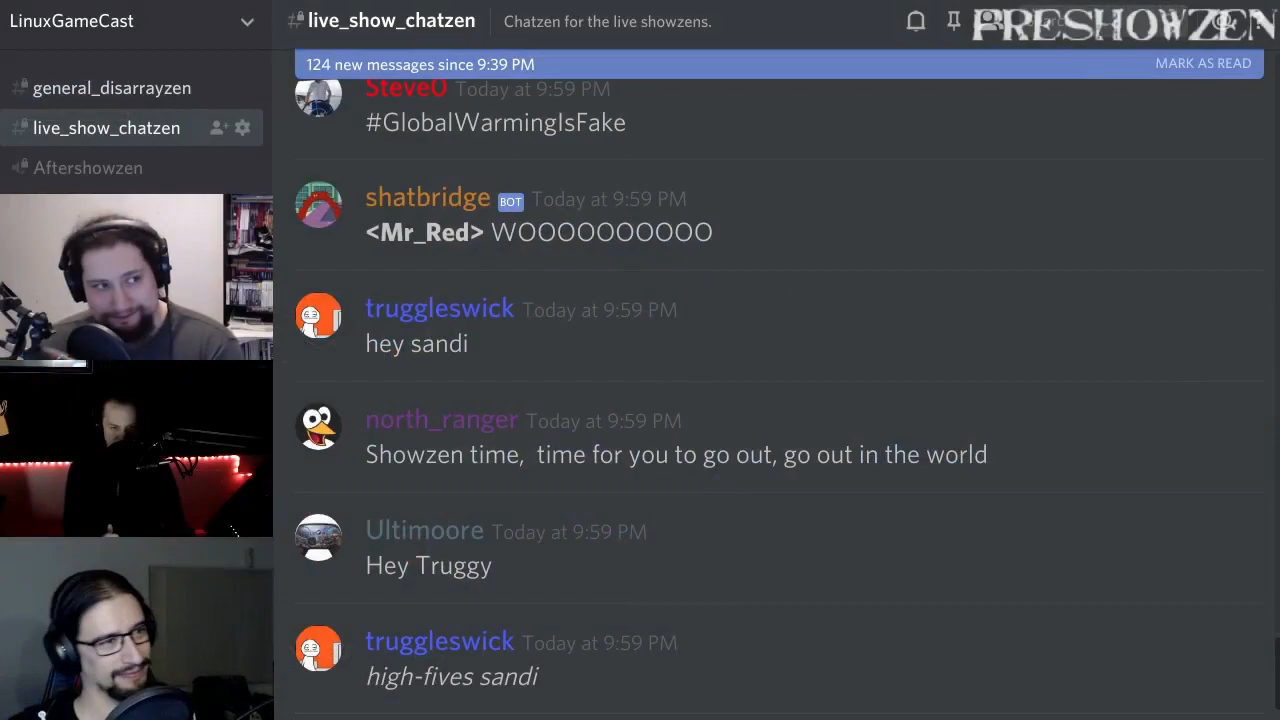 LinuxGameCast
general_disarrayzen
live_show_chatzen
Aftershowzen
live_show_chatzen
Chatzen for the live showzens.
PRESHOWZEN
124 new messages since 9:39 PM
MARK AS READ
SteveO Today at 9:59 PM
#GlobalWarmingIsFake
shatbridge BOT Today at 9:59 PM
<Mr_Red> WOOOOOOOOOO
truggleswick Today at 9:59 PM
hey sandi
north_ranger Today at 9:59 PM
Showzen time,  time for you to go out, go out in the world
Ultimoore Today at 9:59 PM
Hey Truggy
truggleswick Today at 9:59 PM
high-fives sandi